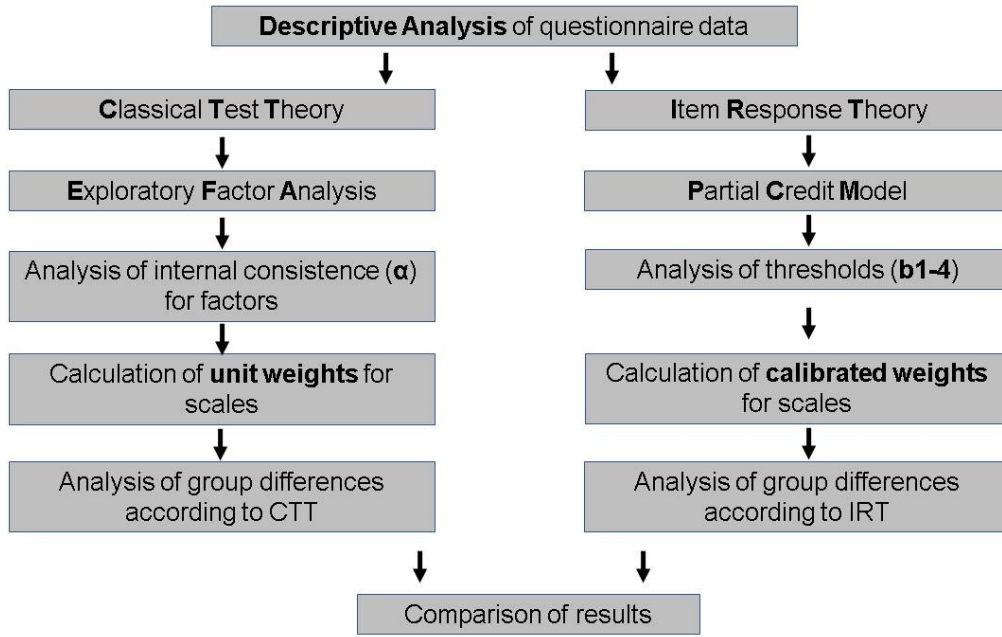 Descriptive Analysis of questionnaire data
Classical Test Theory
Item Response Theory
Exploratory Factor Analysis
Partial Credit Model
Analysis of internal consistence (α)
for factors
Analysis of thresholds (b1-4)
Calculation of unit weights for
scales
Calculation of calibrated weights
for scales
Analysis of group differences
according to CTT
Analysis of group differences
according to IRT
Comparison of results